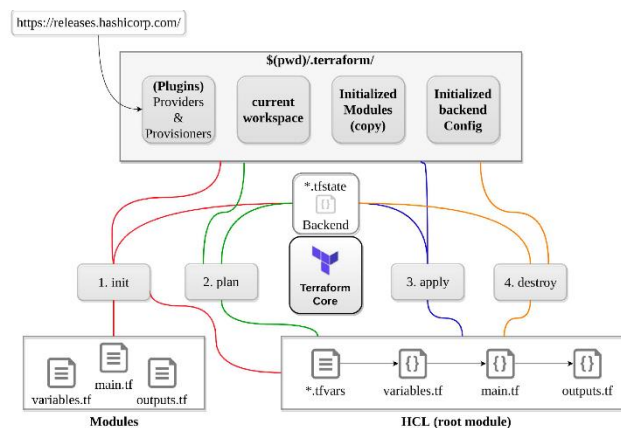 https://releases.hashicorp.com/
$(pwd)/.terraform/
(Plugins)
Providers
&
Provisioners
current
workspace
Initialized
Modules
(copy)
Initialized
backend
Config
*.tfstate
{}
Backend
Terraform
Core
1. init
2. plan
3. apply
4. destroy
variables.tf
main.tf
outputs.tf
Modules
*.tfvars
{}
variables.tf
{}
main.tf
{}
outputs.tf
HCL (root module)